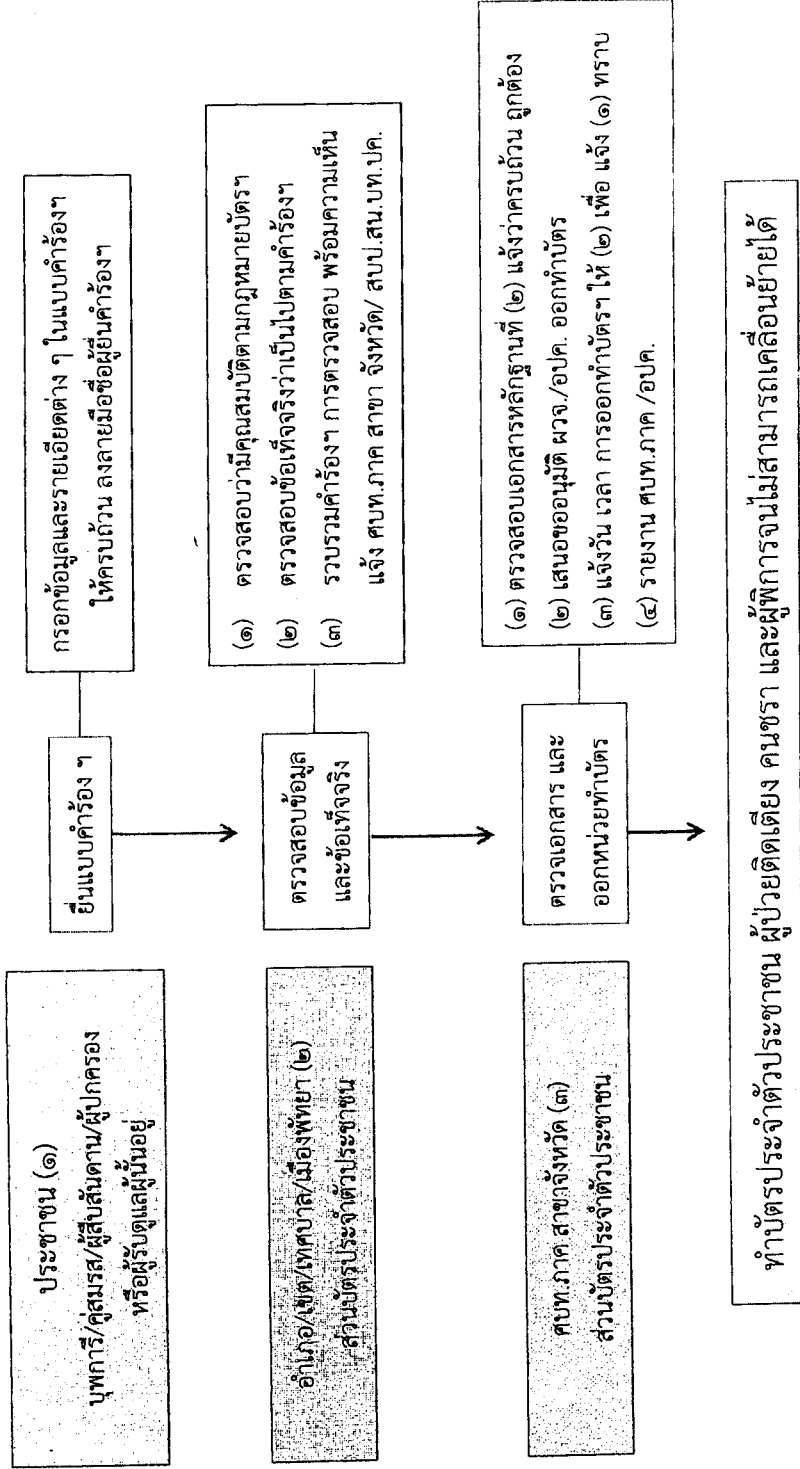 ประชาชน (๑)
บุพการี/คู่สมรส/ผู้สืบสันดาน/ผู้ปกครอง
หรือผู้รับดูแลผู้นั้นอยู่
ยื่นแบบคำร้อง ฯ
กรอกข้อมูลและรายเอียดต่าง ๆ ในแบบคำร้องฯ
ให้ครบถ้วน ลงลายมือชื่อผู้ยื่นคำร้องฯ
อำเภอ/เขต/เทศบาล/เมืองพัทยา (๒)
ส่วนบัตรประจำตัวประชาชน
ตรวจสอบข้อมูล
และข้อเท็จจริง
(๑) ตรวจสอบว่ามีคุณสมบัติตามกฎหมายบัตรฯ
(๒) ตรวจสอบข้อเท็จจริงว่าเป็นไปตามคำร้องฯ
(๓) รวบรวมคำร้องฯ การตรวจสอบ พร้อมความเห็น
แจ้ง ศบท.ภาค สาขา จังหวัด/ สบป.สน.บท.ปค.
ศบท.ภาค สาขาจังหวัด (๓)
ส่วนบัตรประจำตัวประชาชน
ตรวจเอกสาร และ
ออกหน่วยทำบัตร
(๑) ตรวจสอบเอกสารหลักฐานที่ (๒) แจ้งว่าครบถ้วน ถูกต้อง
(๒) เสนอขออนุมัติ ผวจ./อปค. ออกทำบัตร
(๓) แจ้งวัน เวลา การออกทำบัตรฯ ให้ (๒) เพื่อ แจ้ง (๑) ทราบ
(๔) รายงาน ศบท.ภาค /อปค.
ทำบัตรประจำตัวประชาชน ผู้ป่วยติดเตียง คนชรา และผู้พิการจนไม่สามารถเคลื่อนย้ายได้